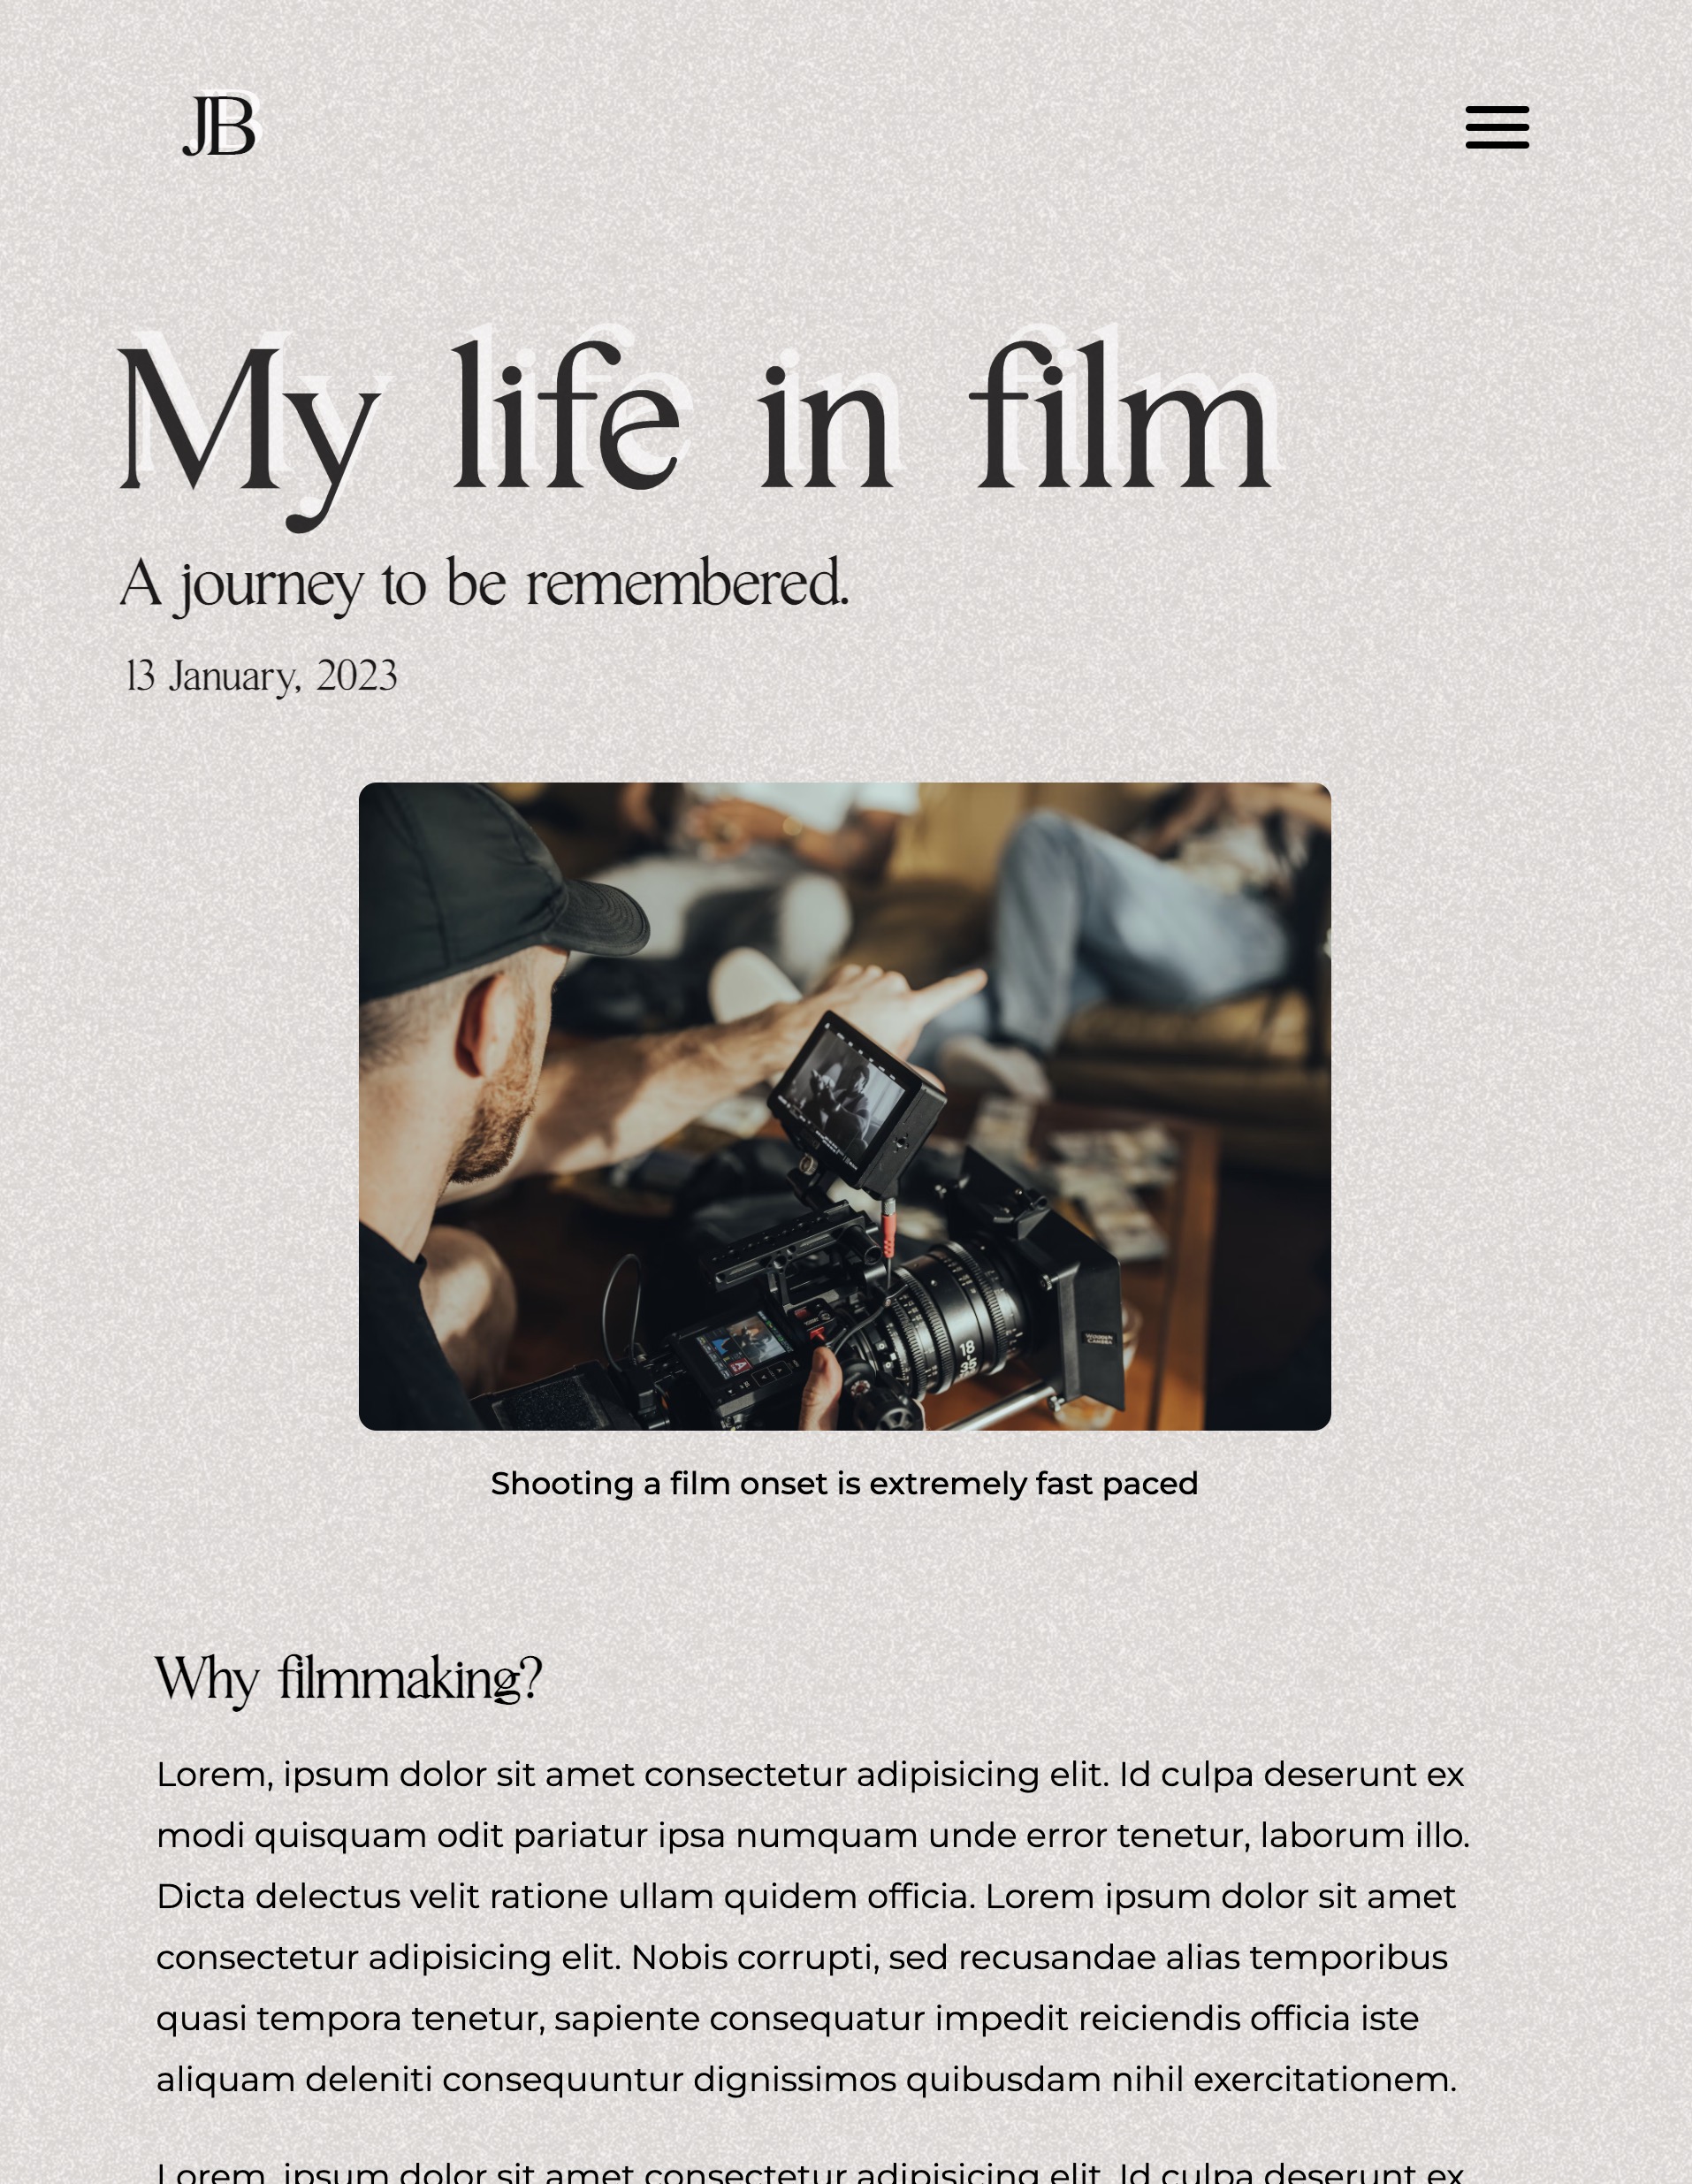 JB
My life in film
A journey to be remembered.
13 January, 2023
18
35
WOODEN
CAMERA
Shooting a film onset is extremely fast paced
Why filmmaking?
Lorem, ipsum dolor sit amet consectetur adipisicing elit. Id culpa deserunt ex
modi quisquam odit pariatur ipsa numquam unde error tenetur, laborum illo.
Dicta delectus velit ratione ullam quidem officia. Lorem ipsum dolor sit amet
consectetur adipisicing elit. Nobis corrupti, sed recusandae alias temporibus
quasi tempora tenetur, sapiente consequatur impedit reiciendis officia iste
aliquam deleniti consequuntur dignissimos quibusdam nihil exercitationem.
Lorem, ipsum dolor sit amet consectetur adipisicing elit. Id culpa deserunt ex